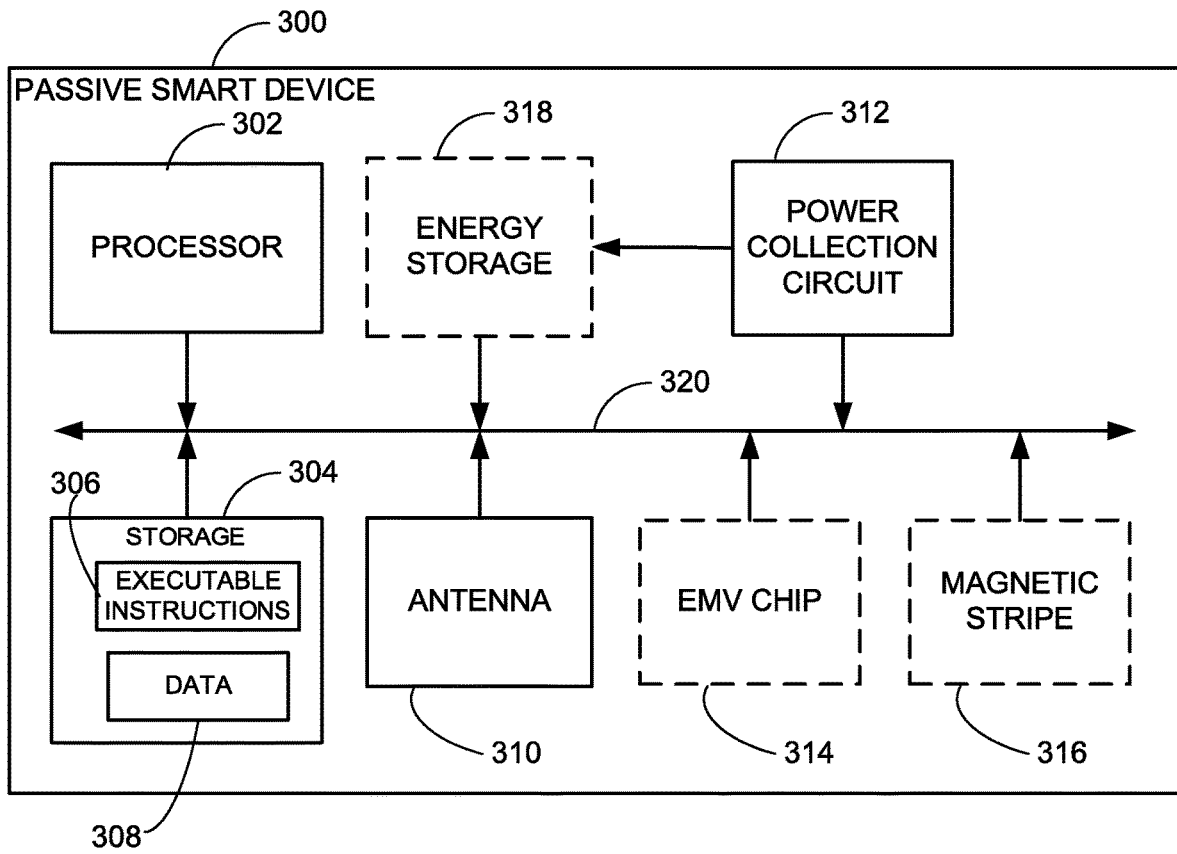 300
PASSIVE SMART DEVICE
302
318
312
PROCESSOR
ENERGY
STORAGE
POWER
COLLECTION
CIRCUIT
320
306
304
STORAGE
EXECUTABLE
INSTRUCTIONS
DATA
ANTENNA
EMV CHIP
MAGNETIC
STRIPE
310
314
316
308